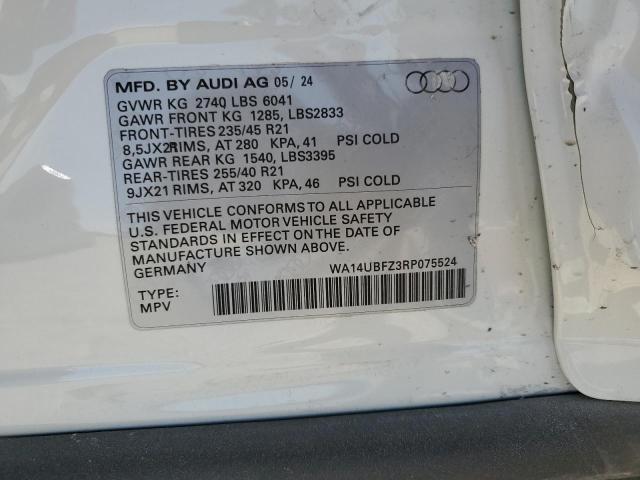 MFD. BY AUDI AG 05/ 24
GVWR KG 2740 LBS 6041
GAWR FRONT KG 1285, LBS2833
FRONT-TIRES 235/45 R21
8,5JX21RIMS, AT 280 KPA, 41 PSI COLD
GAWR REAR KG 1540, LBS3395
REAR-TIRES 255/40 R21
9JX21 RIMS, AT 320 KPA, 46 PSI COLD
THIS VEHICLE CONFORMS TO ALL APPLICABLE
U.S. FEDERAL MOTOR VEHICLE SAFETY
STANDARDS IN EFFECT ON THE DATE OF
MANUFACTURE SHOWN ABOVE.
GERMANY WA14UBFZ3RP075524
TYPE:
MPV